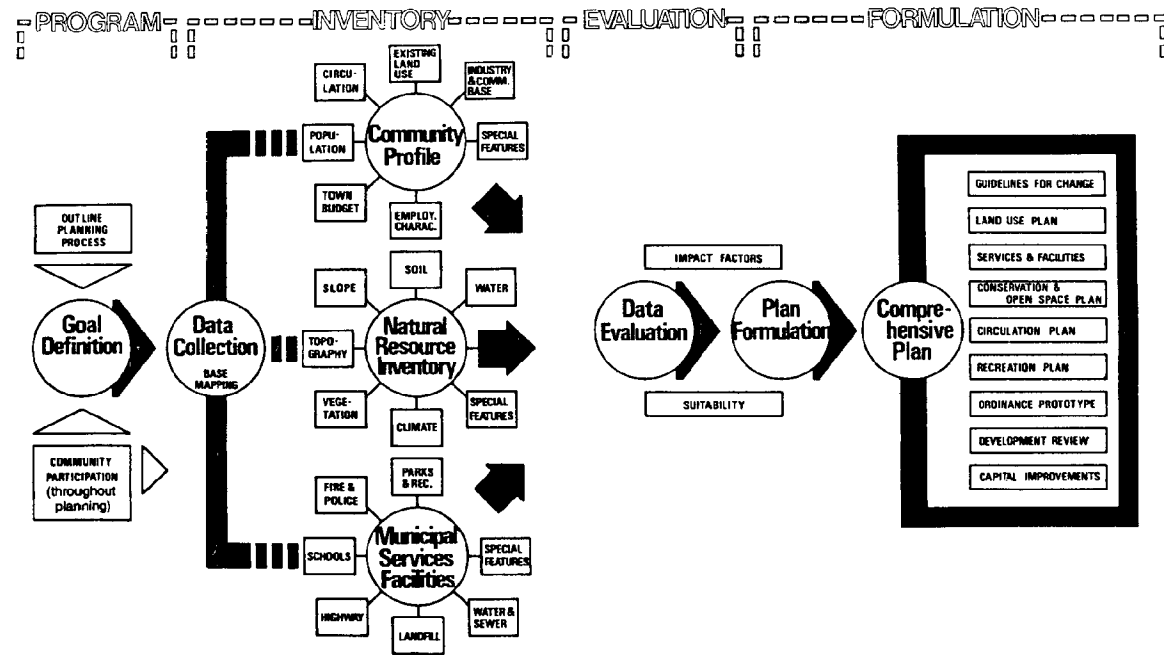 PROGRAM
INVENTORY
EVALUATION
FORMULATION
OUTLINE
PLANNING
PROCESS
Goal
Definition
COMMUNITY
PARTICIPATION
(throughout
planning)
Data
Collection
BASE
MAPPING
CIRCU-
LATION
EXISTING
LAND
USE
INDUSTRY
& COMM.
BASE
POPU-
LATION
Community
Profile
SPECIAL
FEATURES
TOWN
BUDGET
EMPLOY.
CHARAC.
SLOPE
SOIL
WATER
TOPO-
GRAPHY
Natural
Resource
Inventory
VEGE-
TATION
CLIMATE
SPECIAL
FEATURES
FIRE &
POLICE
PARKS
& REC.
SCHOOLS
Municipal
Services
Facilities
SPECIAL
FEATURES
HIGHWAY
LANDFILL
WATER &
SEWER
IMPACT FACTORS
Data
Evaluation
Plan
Formulation
SUITABILITY
Compre-
hensive
Plan
GUIDELINES FOR CHANGE
LAND USE PLAN
SERVICES & FACILITIES
CONSERVATION &
OPEN SPACE PLAN
CIRCULATION PLAN
RECREATION PLAN
ORDINANCE PROTOTYPE
DEVELOPMENT REVIEW
CAPITAL IMPROVEMENTS